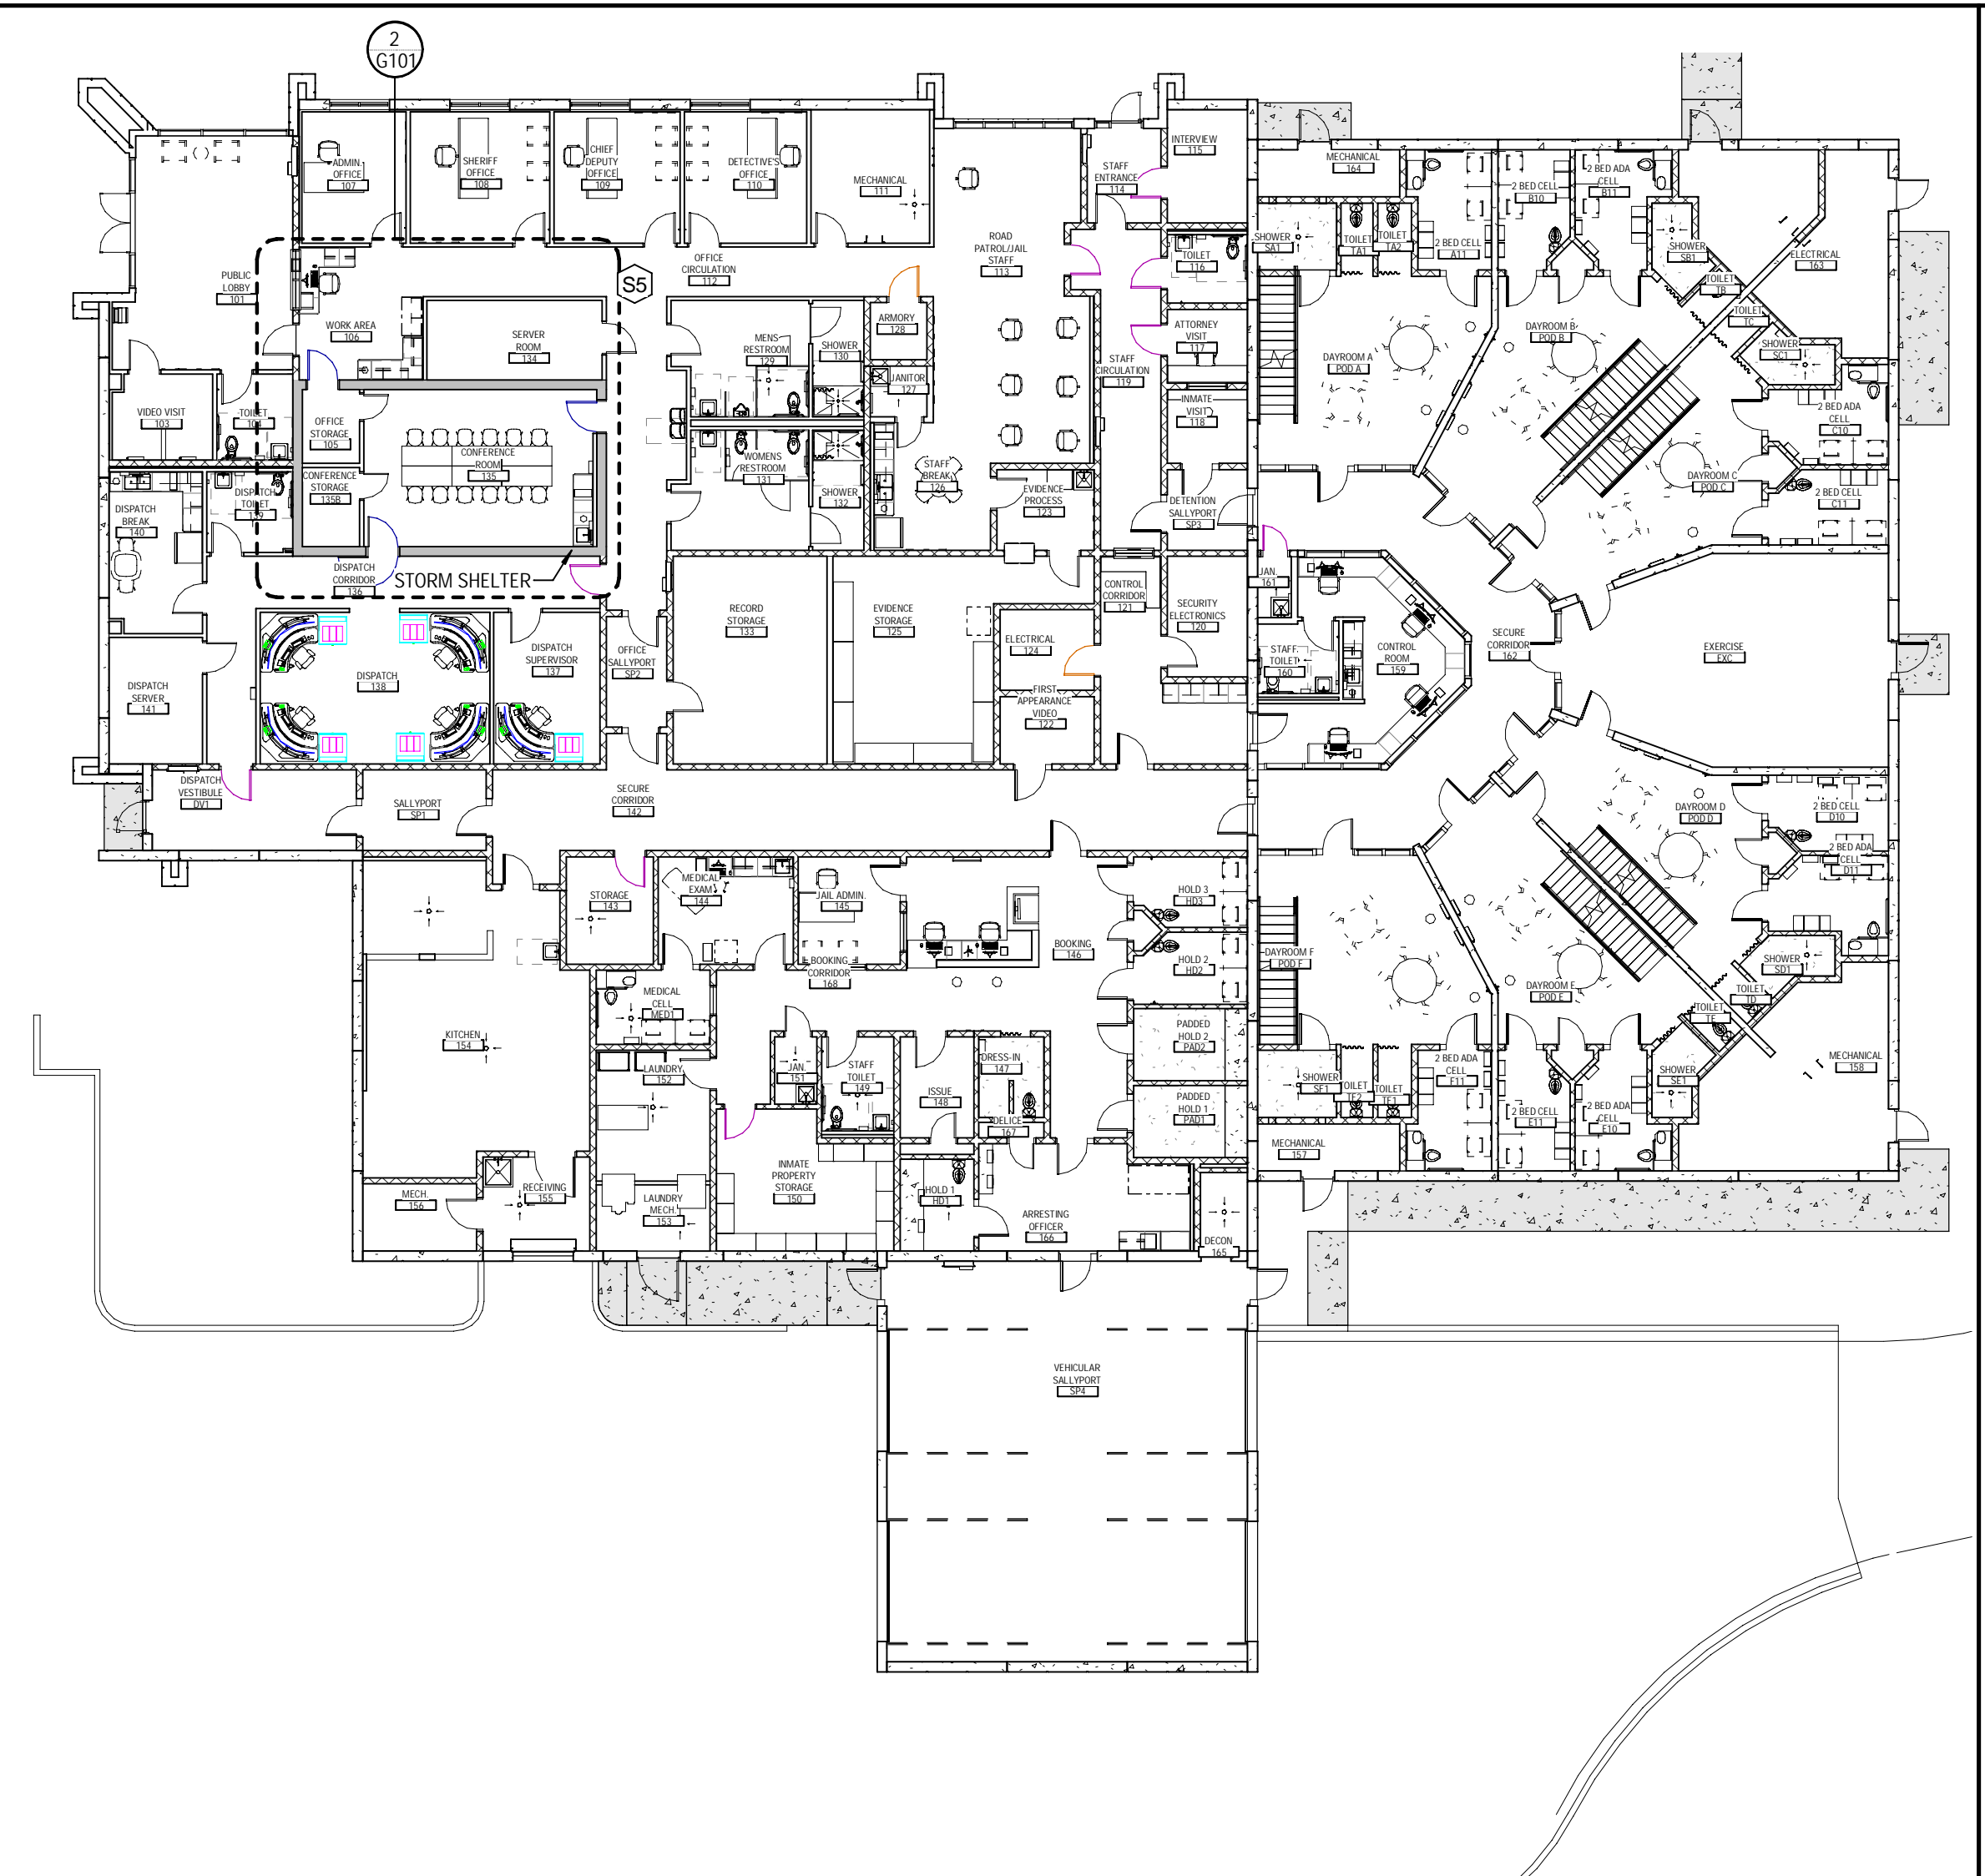 2
G101
ADMIN.
OFFICE
107
SHERIFF
OFFICE
108
CHIEF
DEPUTY
OFFICE
109
DETECTIVE'S
OFFICE
110
MECHANICAL
111
INTERVIEW
115
STAFF
ENTRANCE
114
MECHANICAL
164
2 BED CELL
B10
2 BED ADA
CELL
B11
PUBLIC
LOBBY
101
S5
OFFICE
CIRCULATION
112
ROAD
PATROL/JAIL
STAFF
113
TOILET
116
SHOWER
SA1
TOILET
TA1
TOILET
TA2
2 BED CELL
A11
SHOWER
SB1
TOILET
TB
ELECTRICAL
163
WORK AREA
106
SERVER
ROOM
134
MENS
RESTROOM
129
SHOWER
130
ARMORY
128
ATTORNEY
VISIT
117
DAYROOM A
POD A
DAYROOM B
POD B
TOILET
TC
SHOWER
SC1
JANITOR
127
STAFF
CIRCULATION
119
INMATE
VISIT
118
VIDEO VISIT
103
TOILET
104
OFFICE
STORAGE
105
CONFERENCE
ROOM
135
CONFERENCE
STORAGE
135B
WOMENS
RESTROOM
131
SHOWER
132
STAFF
BREAK
126
EVIDENCE
PROCESS
123
DETENTION
SALLYPORT
SP3
2 BED ADA
CELL
C10
DAYROOM C
POD C
2 BED CELL
C11
DISPATCH
BREAK
140
DISPATCH
TOILET
139
DISPATCH
CORRIDOR
136
STORM SHELTER
RECORD
STORAGE
133
EVIDENCE
STORAGE
125
CONTROL
CORRIDOR
121
SECURITY
ELECTRONICS
120
JAN.
161
ELECTRICAL
124
STAFF
TOILET
160
CONTROL
ROOM
159
SECURE
CORRIDOR
162
EXERCISE
EXC
DISPATCH
SERVER
141
DISPATCH
138
DISPATCH
SUPERVISOR
137
OFFICE
SALLYPORT
SP2
FIRST
APPEARANCE
VIDEO
122
DISPATCH
VESTIBULE
DV1
SALLYPORT
SP1
SECURE
CORRIDOR
142
DAYROOM D
POD D
2 BED CELL
D10
2 BED ADA
CELL
D11
STORAGE
143
MEDICAL
EXAM
144
JAIL ADMIN.
145
HOLD 3
HD3
BOOKING
146
HOLD 2
HD2
BOOKING
CORRIDOR
168
DAYROOM F
POD F
DAYROOM E
POD E
SHOWER
SD1
TOILET
TD
TOILET
TE
MEDICAL
CELL
MED1
KITCHEN
154
PADDED
HOLD 2
PAD2
LAUNDRY
152
JAN.
151
STAFF
TOILET
149
DRESS-IN
147
ISSUE
148
DELICE
167
PADDED
HOLD 1
PAD1
SHOWER
SF1
TOILET
TF2
TOILET
TF1
2 BED ADA
CELL
F11
2 BED CELL
E11
2 BED ADA
CELL
E10
SHOWER
SE1
MECHANICAL
158
MECHANICAL
157
MECH.
156
RECEIVING
155
LAUNDRY
MECH.
153
INMATE
PROPERTY
STORAGE
150
HOLD 1
HD1
ARRESTING
OFFICER
166
DECON
165
VEHICULAR
SALLYPORT
SP4